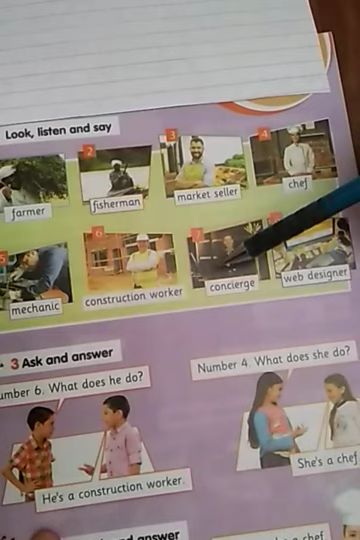 Look, listen and say
2
3
4
farmer
fisherman
market seller
chef
5
6
7
mechanic
construction worker
concierge
web designer
3 Ask and answer
umber 6. What does he do?
Number 4. What does she do?
He's a construction worker.
She's a chef
and answer
a chef